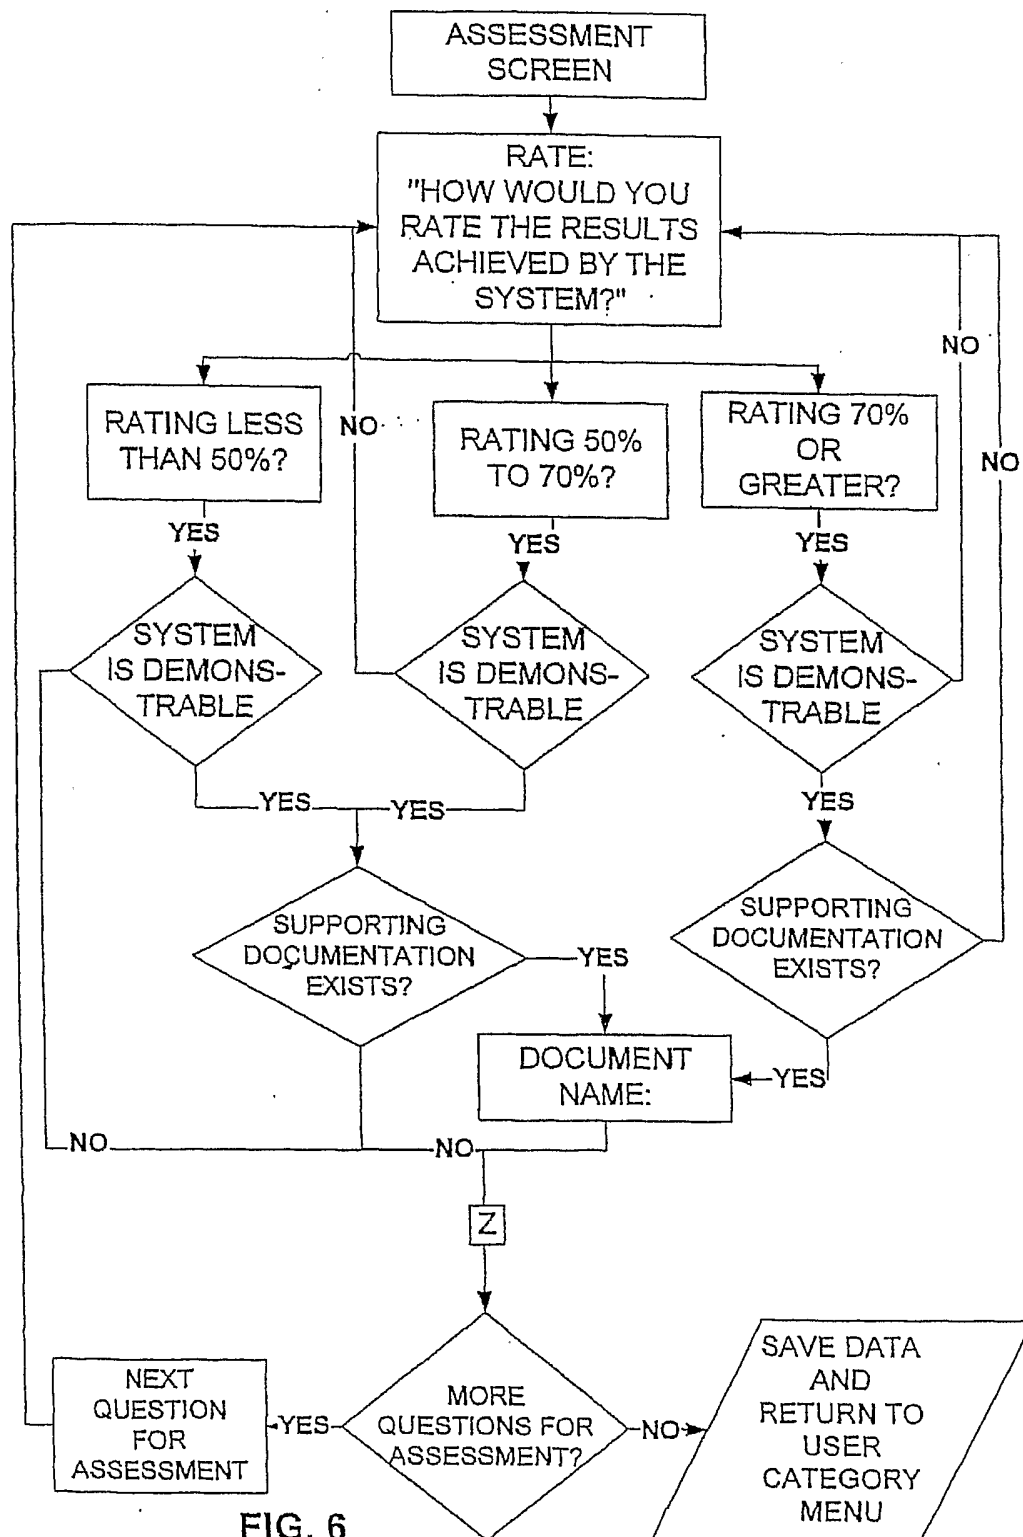 ASSESSMENT
SCREEN
RATE:
"HOW WOULD YOU
RATE THE RESULTS
ACHIEVED BY THE
SYSTEM?"
NO
RATING LESS
THAN 50%?
NO
RATING 50%
TO 70%?
RATING 70%
OR
GREATER?
NO
YES
YES
YES
SYSTEM
IS DEMONS-
TRABLE
SYSTEM
IS DEMONS-
TRABLE
SYSTEM
IS DEMONS-
TRABLE
YES
YES
YES
SUPPORTING
DOCUMENTATION
EXISTS?
YES
SUPPORTING
DOCUMENTATION
EXISTS?
DOCUMENT
NAME:
YES
NO
NO
Z
NEXT
QUESTION
FOR
ASSESSMENT
YES
MORE
QUESTIONS FOR
ASSESSMENT?
NO
SAVE DATA
AND
RETURN TO
USER
CATEGORY
MENU
FIG. 6